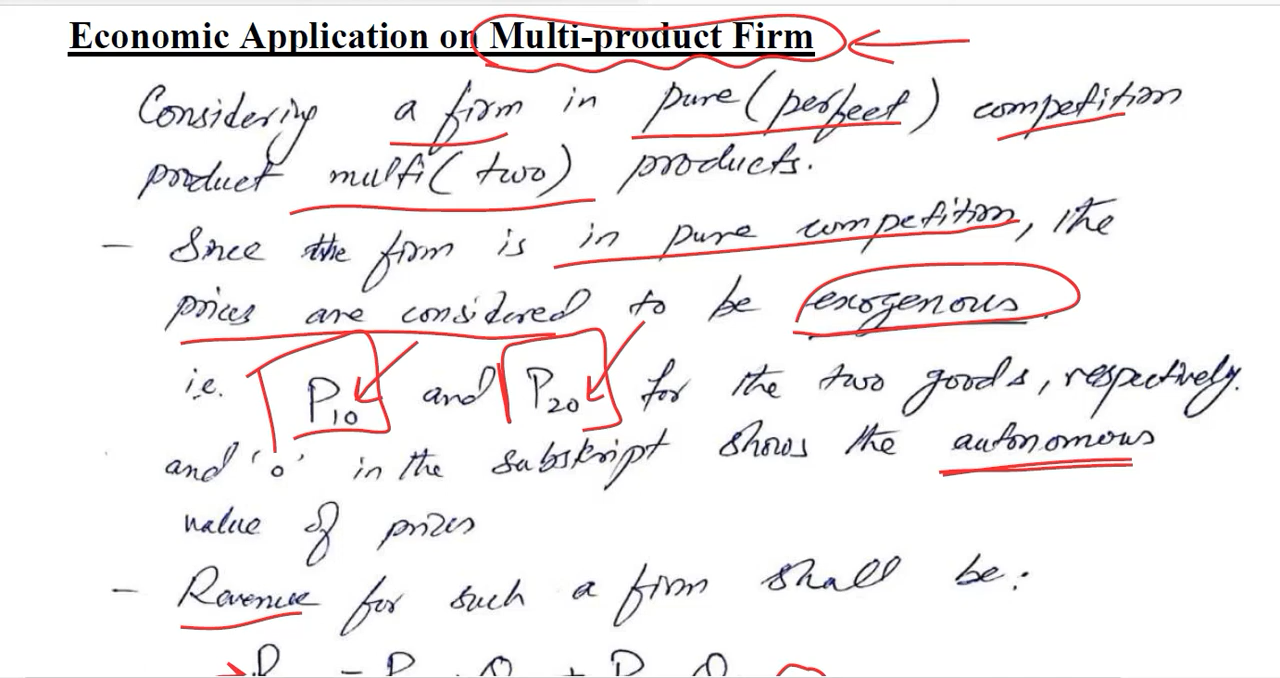 Economic Application on Multi-product Firm
Considering a firm in pure (perfect) competition
product multi (two) products.
– Since the firm is in pure competition, the
prices are considered to be exogenous.
i.e. P₁₀ and P₂₀ for the two goods, respectively.
and 'o' in the subskript shows the autonomous
value of prizes
– Revenue for such a firm shall be: